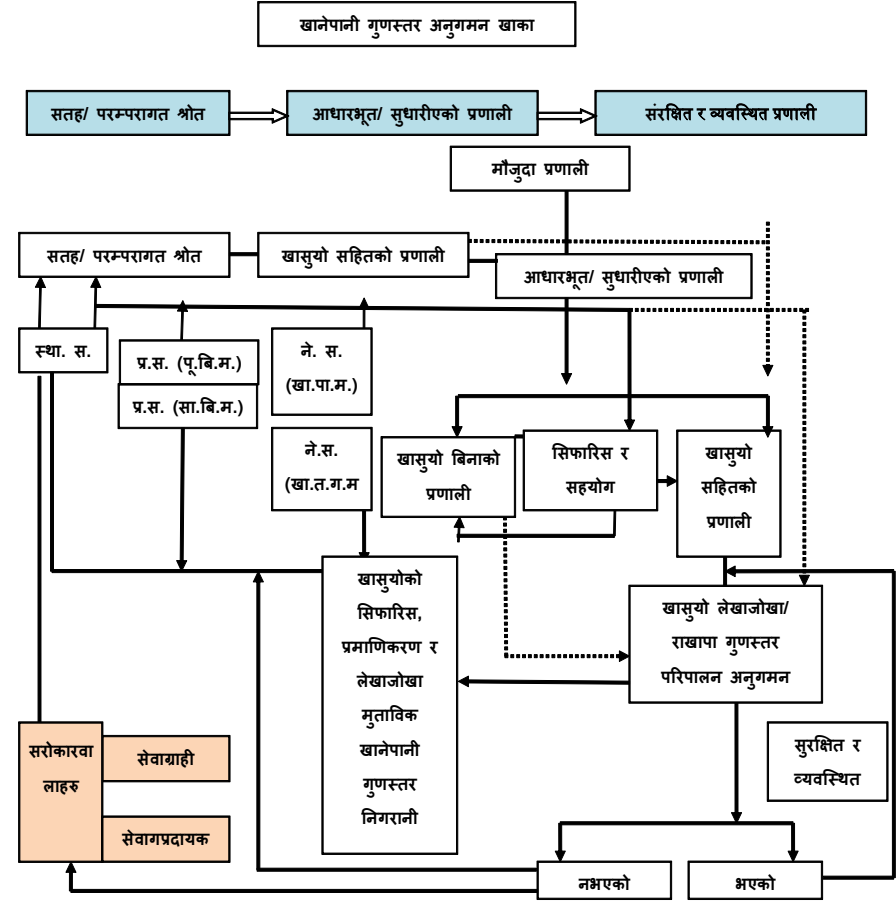 खानेपानी गुणस्तर अनुगमन खाका
सतह/ परम्परागत श्रोत
आधारभूत/ सुधारीएको प्रणाली
संरक्षित र व्यवस्थित प्रणाली
मौजुदा प्रणाली
सतह/ परम्परागत श्रोत
खासुयो सहितको प्रणाली
आधारभूत/ सुधारीएको प्रणाली
स्था. स.
प्र.स. (पू.बि.म.)
प्र.स. (सा.बि.म.)
ने. स.
(खा.पा.म.)
ने.स.
(खा.त.ग.म
खासुयो बिनाको
प्रणाली
सिफारिस र
सहयोग
खासुयो
सहितको
प्रणाली
खासुयोको
सिफारिस,
प्रमाणिकरण र
लेखाजोखा
मुताविक
खानेपानी
गुणस्तर
निगरानी
खासुयो लेखाजोखा/
राखापा गुणस्तर
परिपालन अनुगमन
सुरक्षित र
व्यवस्थित
सरोकारवा
लाहरु
सेवाग्राही
सेवागप्रदायक
नभएको
भएको